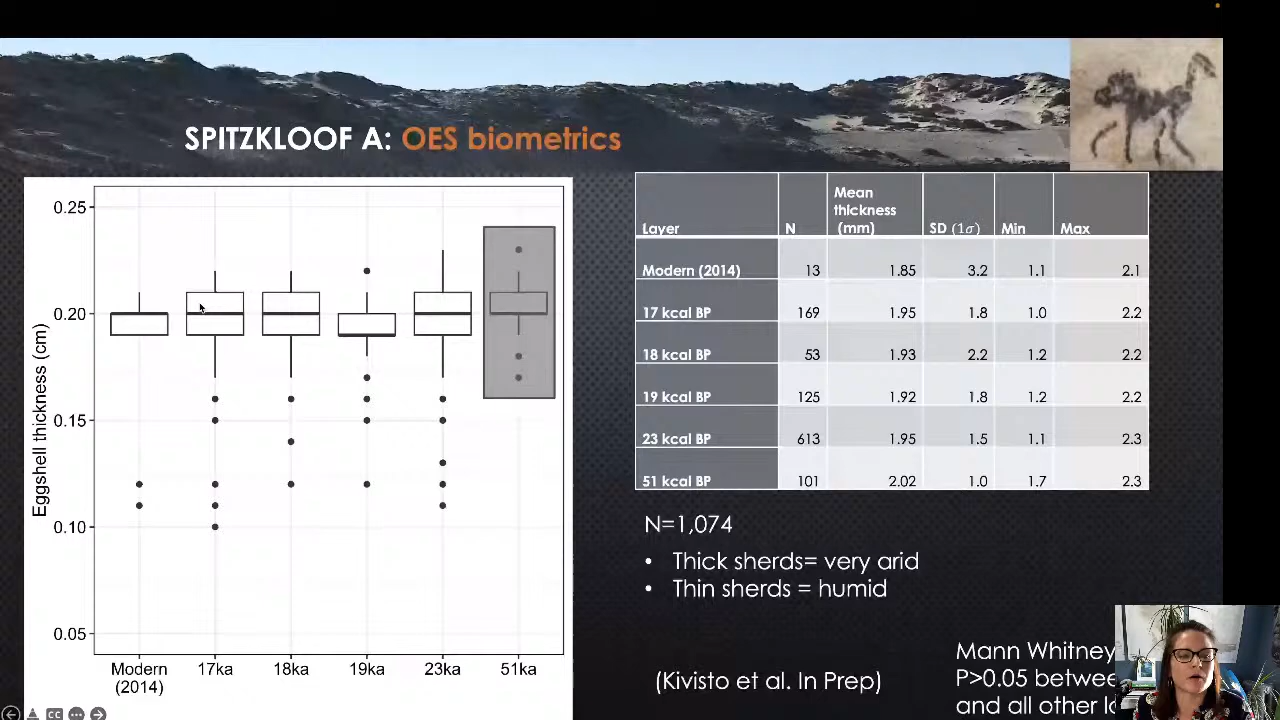 SPITZKLOOF A: OES biometrics
0.25
0.20
0.15
0.10
0.05
Eggshell thickness (cm)
Modern (2014)
17ka
18ka
19ka
23ka
51ka
Layer N Mean thickness (mm) SD (1σ) Min Max
Modern (2014) 13 1.85 3.2 1.1 2.1
17 kcal BP 169 1.95 1.8 1.0 2.2
18 kcal BP 53 1.93 2.2 1.2 2.2
19 kcal BP 125 1.92 1.8 1.2 2.2
23 kcal BP 613 1.95 1.5 1.1 2.3
51 kcal BP 101 2.02 1.0 1.7 2.3
N=1,074
• Thick sherds= very arid
• Thin sherds = humid
(Kivisto et al. In Prep)
Mann Whitney
P>0.05 betwee
and all other
CC